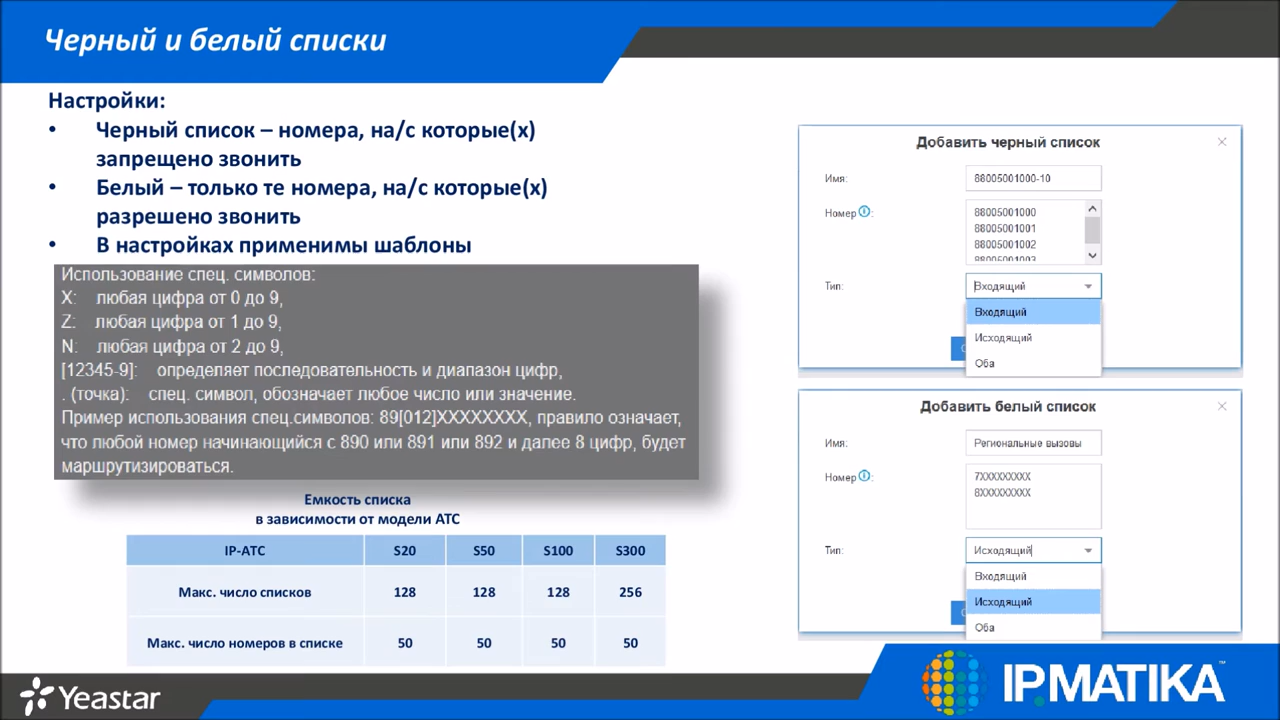 Черный и белый списки
Настройки:
• Черный список – номера, на/с которые(х)
запрещено звонить
• Белый – только те номера, на/с которые(х)
разрешено звонить
• В настройках применимы шаблоны
Использование спец. символов:
X: любая цифра от 0 до 9,
Z: любая цифра от 1 до 9,
N: любая цифра от 2 до 9,
[12345-9]: определяет последовательность и диапазон цифр,
. (точка): спец. символ, обозначает любое число или значение.
Пример использования спец.символов: 89[012]XXXXXXXX, правило означает,
что любой номер начинающийся с 890 или 891 или 892 и далее 8 цифр, будет
маршрутизироваться.
Емкость списка
в зависимости от модели АТС
IP-АТС S20 S50 S100 S300
Макс. число списков 128 128 128 256
Макс. число номеров в списке 50 50 50 50
Добавить черный список
Имя: 88005001000-10
Номер: 88005001000
88005001001
88005001002
88005001003
Тип: Входящий
Входящий
Исходящий
Оба
Добавить белый список
Имя: Региональные вызовы
Номер: 7XXXXXXXXX
8XXXXXXXXX
Тип: Исходящий
Входящий
Исходящий
Оба
Yeastar
IPMATIKA™